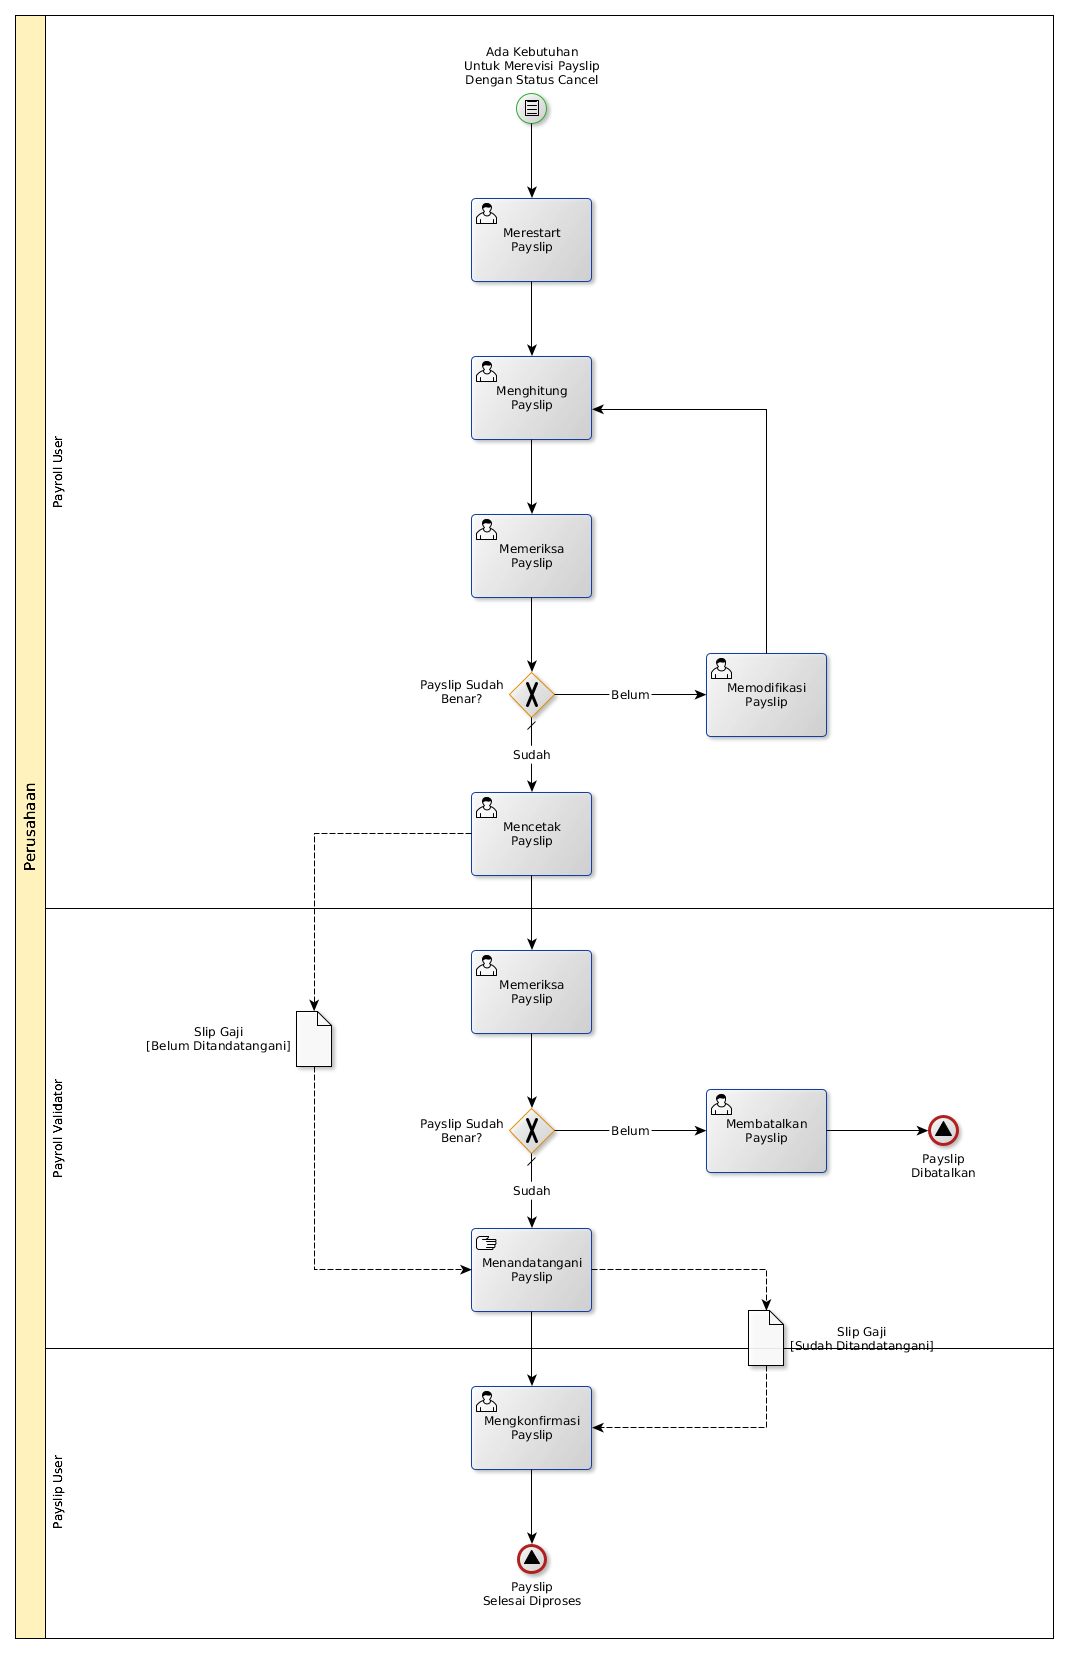 Perusahaan
Payroll User
Ada Kebutuhan
Untuk Merevisi Payslip
Dengan Status Cancel
Merestart
Payslip
Menghitung
Payslip
Memeriksa
Payslip
Payslip Sudah
Benar?
Belum
Memodifikasi
Payslip
Sudah
Mencetak
Payslip
Payroll Validator
Memeriksa
Payslip
Slip Gaji
[Belum Ditandatangani]
Payslip Sudah
Benar?
Belum
Membatalkan
Payslip
Payslip
Dibatalkan
Sudah
Menandatangani
Payslip
Slip Gaji
[Sudah Ditandatangani]
Payslip User
Mengkonfirmasi
Payslip
Payslip
Selesai Diproses